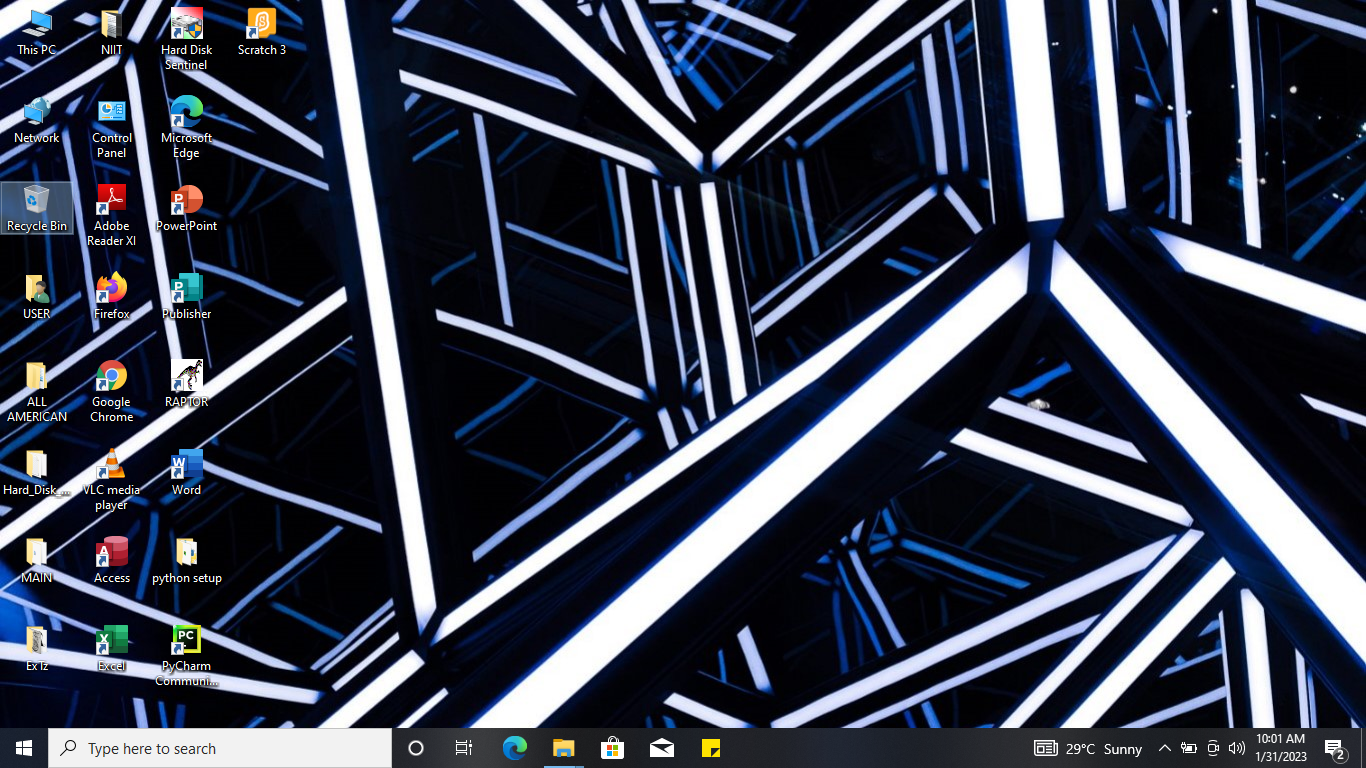 This PC
NIIT
Hard Disk
Sentinel
Scratch 3
Network
Control
Panel
Microsoft
Edge
Recycle Bin
Adobe
Reader XI
PowerPoint
USER
Firefox
Publisher
ALL
AMERICAN
Google
Chrome
RAPTOR
Hard_Disk_...
VLC media
player
Word
MAIN
Access
python setup
ExTz
Excel
PyCharm
Communi...
Type here to search
29°C Sunny
10:01 AM
1/31/2023
2